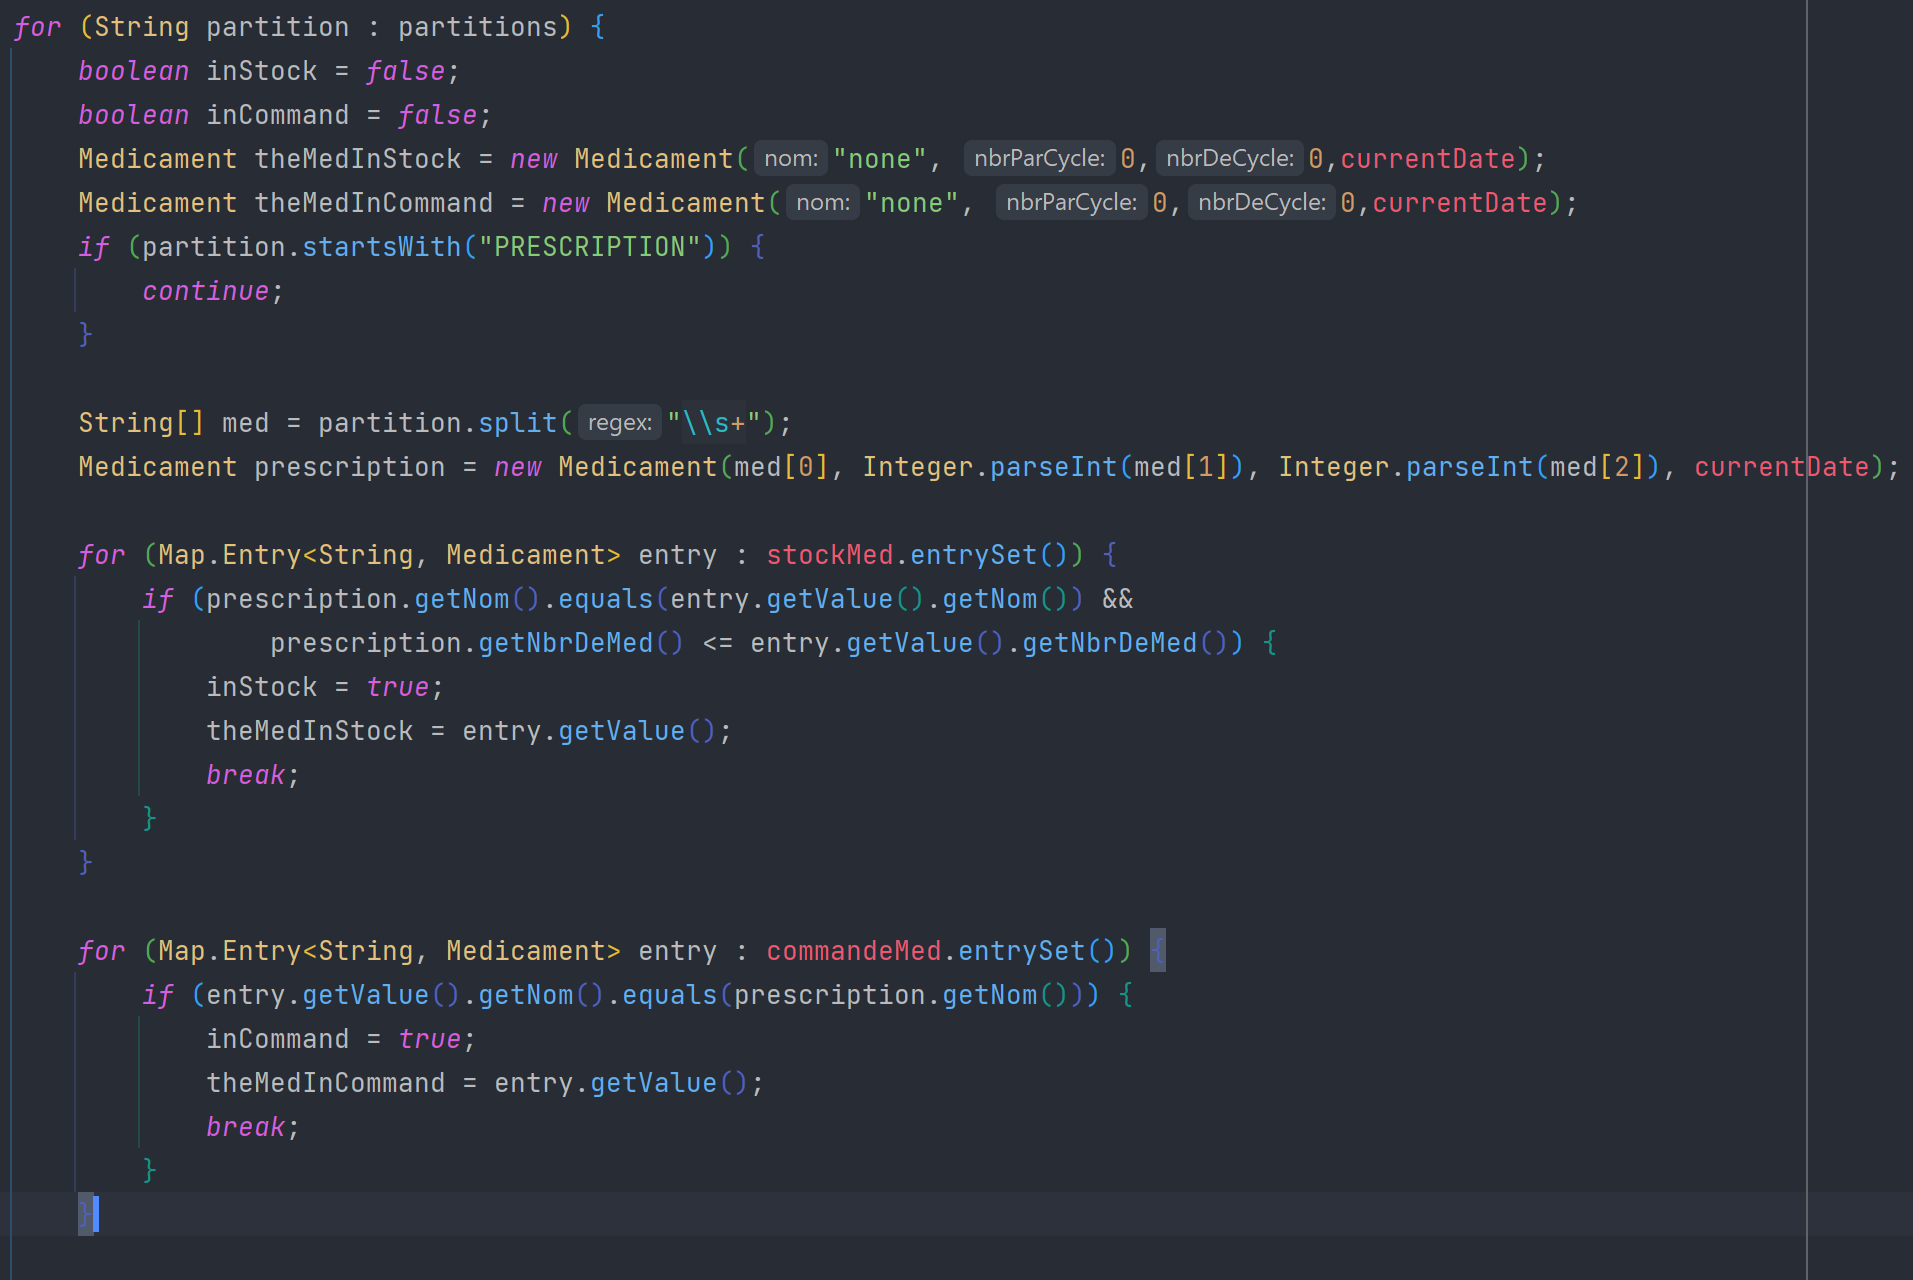 for (String partition : partitions) {
    boolean inStock = false;
    boolean inCommand = false;
    Medicament theMedInStock = new Medicament( nom: "none", nbrParCycle: 0, nbrDeCycle: 0,currentDate);
    Medicament theMedInCommand = new Medicament( nom: "none", nbrParCycle: 0, nbrDeCycle: 0,currentDate);
    if (partition.startsWith("PRESCRIPTION")) {
        continue;
    }

    String[] med = partition.split( regex: "\\s+");
    Medicament prescription = new Medicament(med[0], Integer.parseInt(med[1]), Integer.parseInt(med[2]), currentDate);

    for (Map.Entry<String, Medicament> entry : stockMed.entrySet()) {
        if (prescription.getNom().equals(entry.getValue().getNom()) &&
                prescription.getNbrDeMed() <= entry.getValue().getNbrDeMed()) {
            inStock = true;
            theMedInStock = entry.getValue();
            break;
        }
    }

    for (Map.Entry<String, Medicament> entry : commandeMed.entrySet()) {
        if (entry.getValue().getNom().equals(prescription.getNom())) {
            inCommand = true;
            theMedInCommand = entry.getValue();
            break;
        }
    }